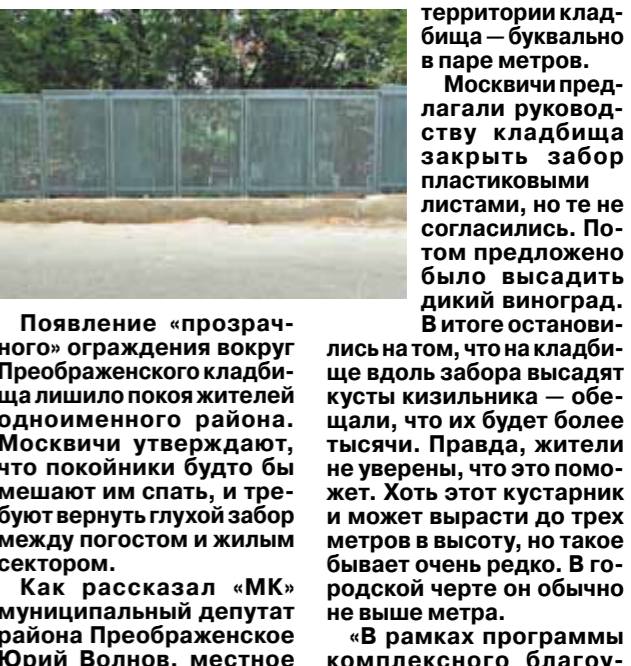 Появление «прозрач-
ного» ограждения вокруг
Преображенского кладби-
ща лишило покоя жителей
одноименного района.
Москвичи утверждают,
что покойники будто бы
мешают им спать, и тре-
буют вернуть глухой забор
между погостом и жилым
сектором.
Как рассказал «МК»
муниципальный депутат
района Преображенское
Юрий Волнов, местное
территории клад-
бища — буквально
в паре метров.
Москвичи пред-
лагали руковод-
ству кладбища
закрыть забор
пластиковыми
листами, но те не
согласились. По-
том предложено
было высадить
дикий виноград.
В итоге останови-
лись на том, что на кладби-
ще вдоль забора высадят
кусты кизильника — обе-
щали, что их будет более
тысячи. Правда, жители
не уверены, что это помо-
жет. Хоть этот кустарник
и может вырасти до трех
метров в высоту, но такое
бывает очень редко. В го-
родской черте он обычно
не выше метра.
«В рамках программы
комплексного благоу-